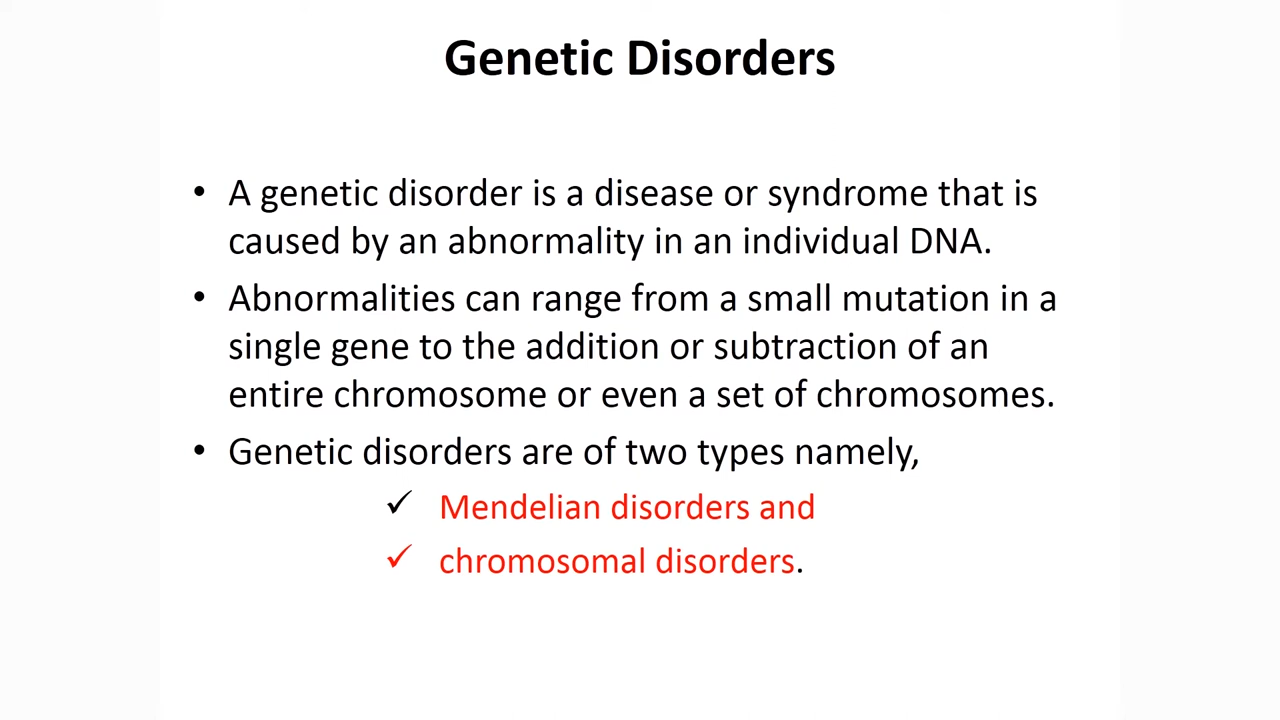 Genetic Disorders
• A genetic disorder is a disease or syndrome that is
caused by an abnormality in an individual DNA.
• Abnormalities can range from a small mutation in a
single gene to the addition or subtraction of an
entire chromosome or even a set of chromosomes.
• Genetic disorders are of two types namely,
✓ Mendelian disorders and
✓ chromosomal disorders.